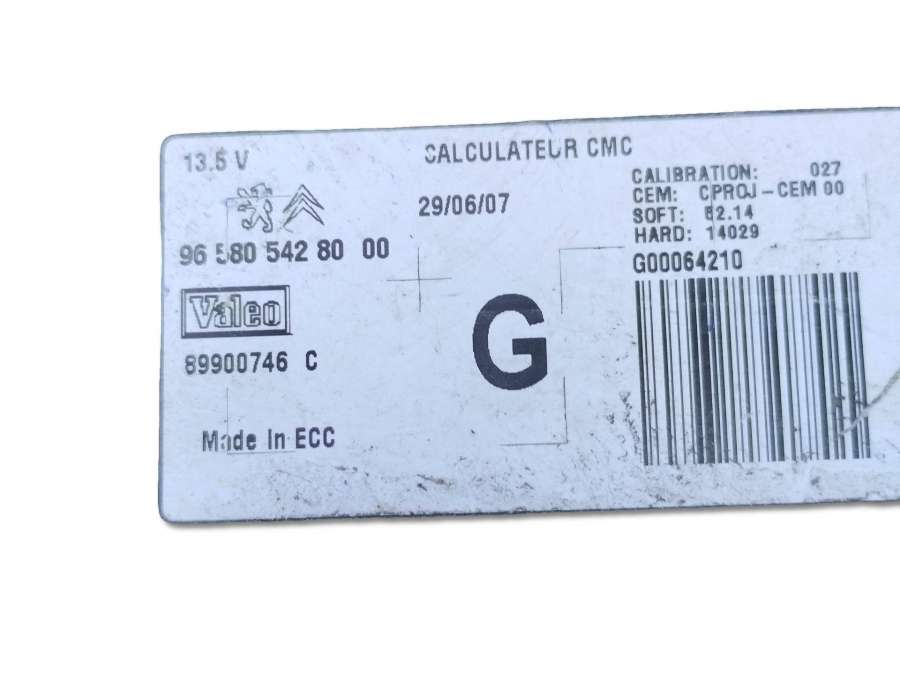 13.5 V
CALCULATEUR CMC
CALIBRATION: 027
CEM: CPROJ-CEM 00
SOFT: 82.14
HARD: 14029
29/06/07
96 580 542 80 00
G00064210
Valeo
G
89900746 C
Made In ECC